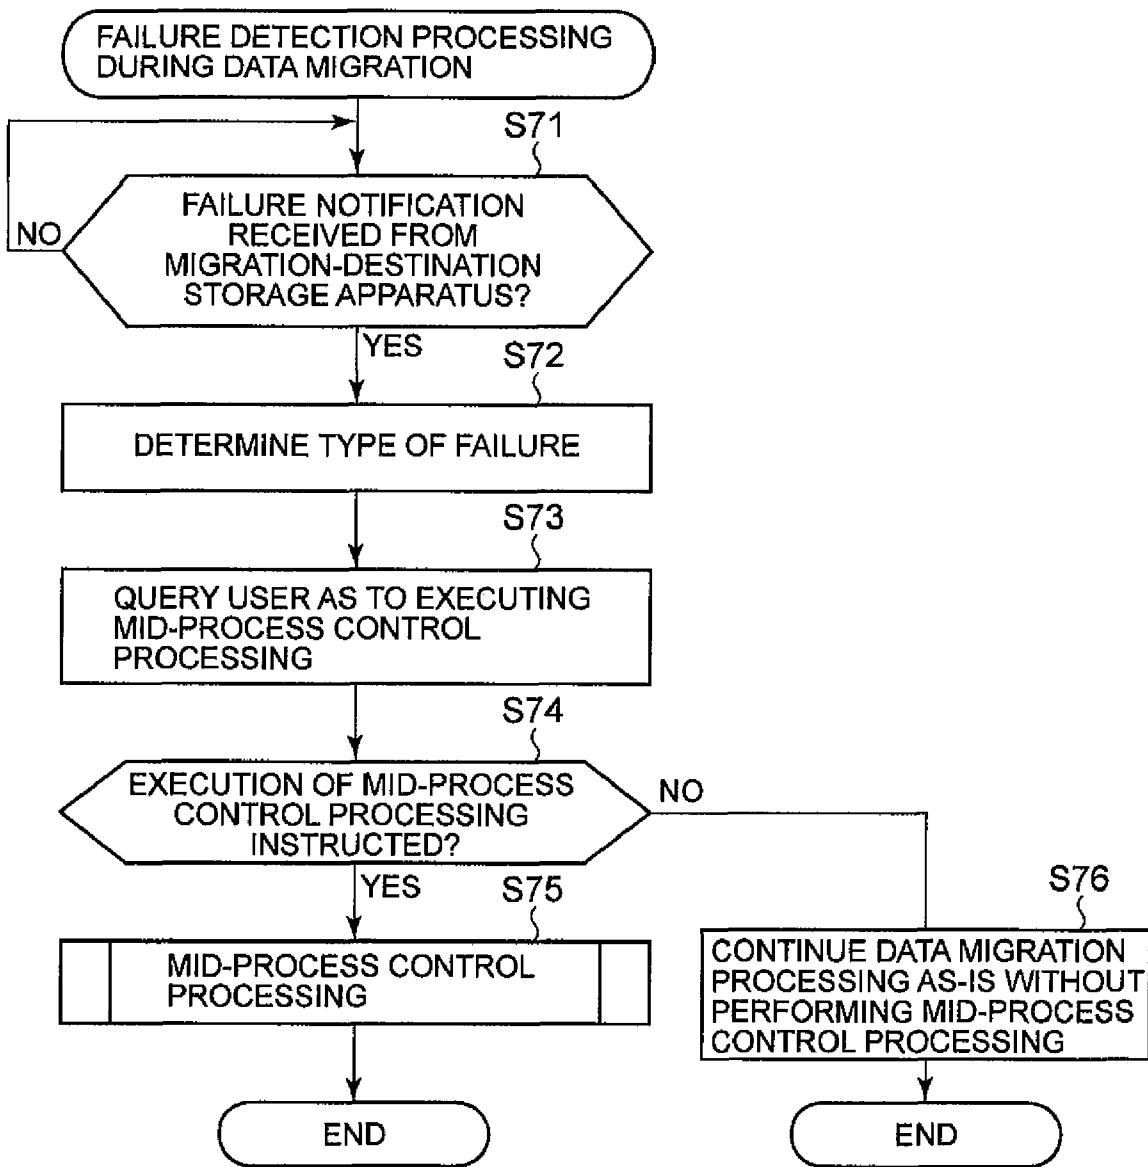 FAILURE DETECTION PROCESSING
DURING DATA MIGRATION
S71
FAILURE NOTIFICATION
RECEIVED FROM
MIGRATION-DESTINATION
STORAGE APPARATUS?
NO
YES
S72
DETERMINE TYPE OF FAILURE
S73
QUERY USER AS TO EXECUTING
MID-PROCESS CONTROL
PROCESSING
S74
EXECUTION OF MID-PROCESS
CONTROL PROCESSING
INSTRUCTED?
NO
YES
S75
MID-PROCESS CONTROL
PROCESSING
END
S76
CONTINUE DATA MIGRATION
PROCESSING AS-IS WITHOUT
PERFORMING MID-PROCESS
CONTROL PROCESSING
END